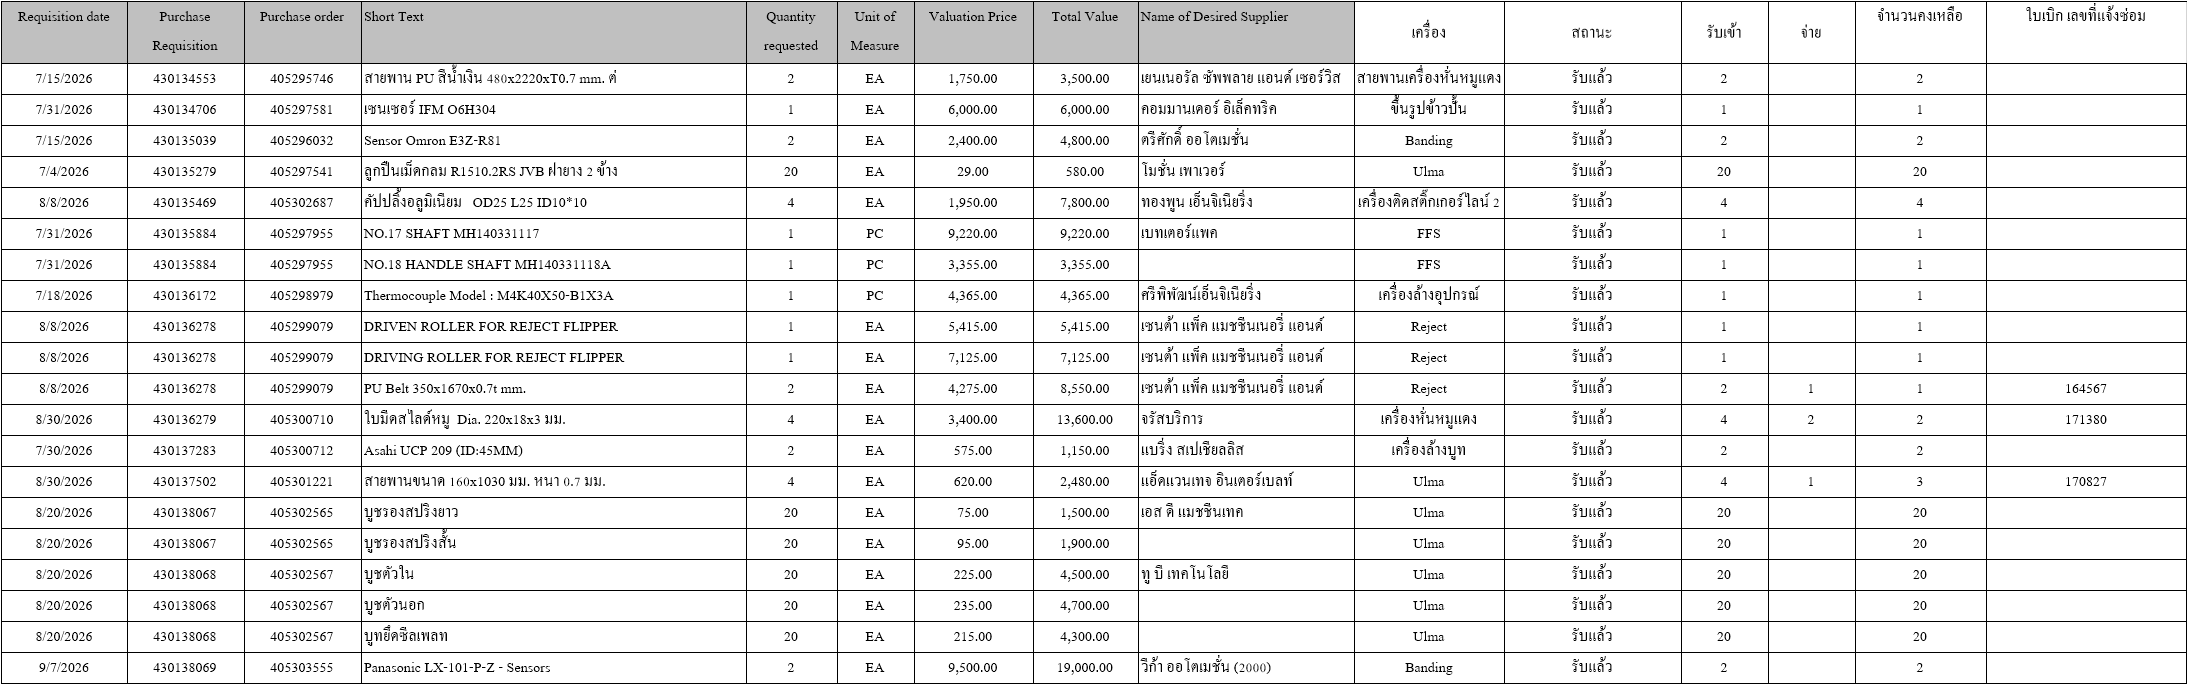 Requisition date Purchase Requisition Purchase order Short Text Quantity requested Unit of Measure Valuation Price Total Value Name of Desired Supplier เครื่อง สถานะ รับเข้า จ่าย จำนวนคงเหลือ ใบเบิก เลขที่แจ้งซ่อม
7/15/2026 430134553 405295746 สายพาน PU สีน้ำเงิน 480x2220xT0.7 mm. ต่ 2 EA 1,750.00 3,500.00 เยนเนอรัล ซัพพลาย แอนด์ เซอร์วิส สายพานเครื่องหั่นหมูแดง รับแล้ว 2 2
7/31/2026 430134706 405297581 เซนเซอร์ IFM O6H304 1 EA 6,000.00 6,000.00 คอมมานเดอร์ อิเล็คทริค ขึ้นรูปข้าวปั้น รับแล้ว 1 1
7/15/2026 430135039 405296032 Sensor Omron E3Z-R81 2 EA 2,400.00 4,800.00 ตรีศักดิ์ ออโตเมชั่น Banding รับแล้ว 2 2
7/4/2026 430135279 405297541 ลูกปืนเม็ดกลม R1510.2RS JVB ฝายาง 2 ข้าง 20 EA 29.00 580.00 โมชั่น เพาเวอร์ Ulma รับแล้ว 20 20
8/8/2026 430135469 405302687 คัปปลิ้งอลูมิเนียม OD25 L25 ID10*10 4 EA 1,950.00 7,800.00 ทองพูน เอ็นจิเนียริ่ง เครื่องติดสติ๊กเกอร์ไลน์ 2 รับแล้ว 4 4
7/31/2026 430135884 405297955 NO.17 SHAFT MH140331117 1 PC 9,220.00 9,220.00 เบทเตอร์แพค FFS รับแล้ว 1 1
7/31/2026 430135884 405297955 NO.18 HANDLE SHAFT MH140331118A 1 PC 3,355.00 3,355.00 FFS รับแล้ว 1 1
7/18/2026 430136172 405298979 Thermocouple Model : M4K40X50-B1X3A 1 PC 4,365.00 4,365.00 ศรีพิพัฒน์เอ็นจิเนียริ่ง เครื่องล้างอุปกรณ์ รับแล้ว 1 1
8/8/2026 430136278 405299079 DRIVEN ROLLER FOR REJECT FLIPPER 1 EA 5,415.00 5,415.00 เซนต้า แพ็ค แมชชีนเนอรี่ แอนด์ Reject รับแล้ว 1 1
8/8/2026 430136278 405299079 DRIVING ROLLER FOR REJECT FLIPPER 1 EA 7,125.00 7,125.00 เซนต้า แพ็ค แมชชีนเนอรี่ แอนด์ Reject รับแล้ว 1 1
8/8/2026 430136278 405299079 PU Belt 350x1670x0.7t mm. 2 EA 4,275.00 8,550.00 เซนต้า แพ็ค แมชชีนเนอรี่ แอนด์ Reject รับแล้ว 2 1 1 164567
8/30/2026 430136279 405300710 ใบมีดสไลด์หมู Dia. 220x18x3 มม. 4 EA 3,400.00 13,600.00 จรัสบริการ เครื่องหั่นหมูแดง รับแล้ว 4 2 2 171380
7/30/2026 430137283 405300712 Asahi UCP 209 (ID:45MM) 2 EA 575.00 1,150.00 แบริ่ง สเปเชียลลิส เครื่องล้างบูท รับแล้ว 2 2
8/30/2026 430137502 405301221 สายพานขนาด 160x1030 มม. หนา 0.7 มม. 4 EA 620.00 2,480.00 แอ็ดแวนเทจ อินเตอร์เบลท์ Ulma รับแล้ว 4 1 3 170827
8/20/2026 430138067 405302565 บูชรองสปริงยาว 20 EA 75.00 1,500.00 เอส ดี แมชชีนเทค Ulma รับแล้ว 20 20
8/20/2026 430138067 405302565 บูชรองสปริงสั้น 20 EA 95.00 1,900.00 Ulma รับแล้ว 20 20
8/20/2026 430138068 405302567 บูชตัวใน 20 EA 225.00 4,500.00 ทู บี เทคโนโลยี Ulma รับแล้ว 20 20
8/20/2026 430138068 405302567 บูชตัวนอก 20 EA 235.00 4,700.00 Ulma รับแล้ว 20 20
8/20/2026 430138068 405302567 บูทยึดซีลเพลท 20 EA 215.00 4,300.00 Ulma รับแล้ว 20 20
9/7/2026 430138069 405303555 Panasonic LX-101-P-Z - Sensors 2 EA 9,500.00 19,000.00 วีก้า ออโตเมชั่น (2000) Banding รับแล้ว 2 2